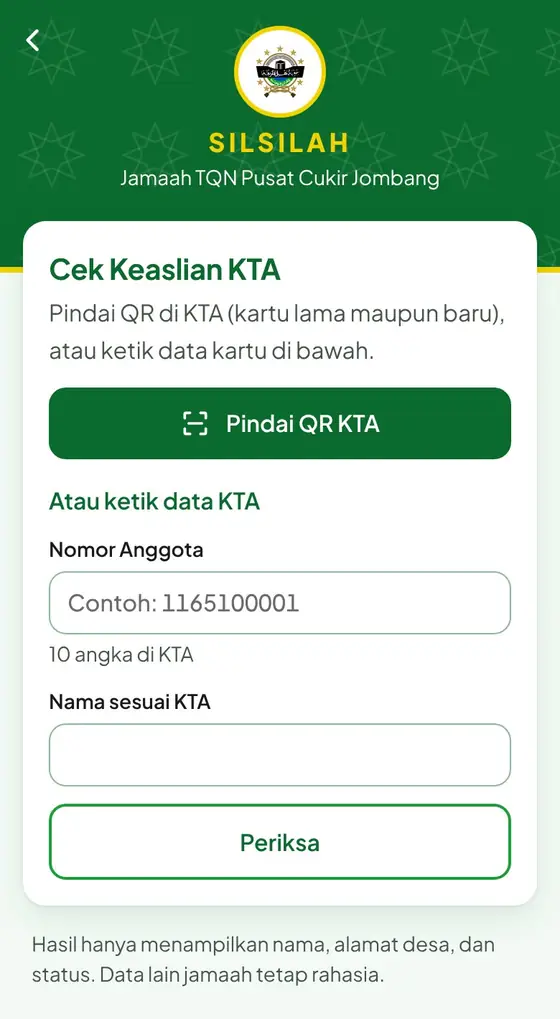 SILSILAH
Jamaah TQN Pusat Cukir Jombang
Cek Keaslian KTA
Pindai QR di KTA (kartu lama maupun baru),
atau ketik data kartu di bawah.
Pindai QR KTA
Atau ketik data KTA
Nomor Anggota
Contoh: 1165100001
10 angka di KTA
Nama sesuai KTA
Periksa
Hasil hanya menampilkan nama, alamat desa, dan
status. Data lain jamaah tetap rahasia.